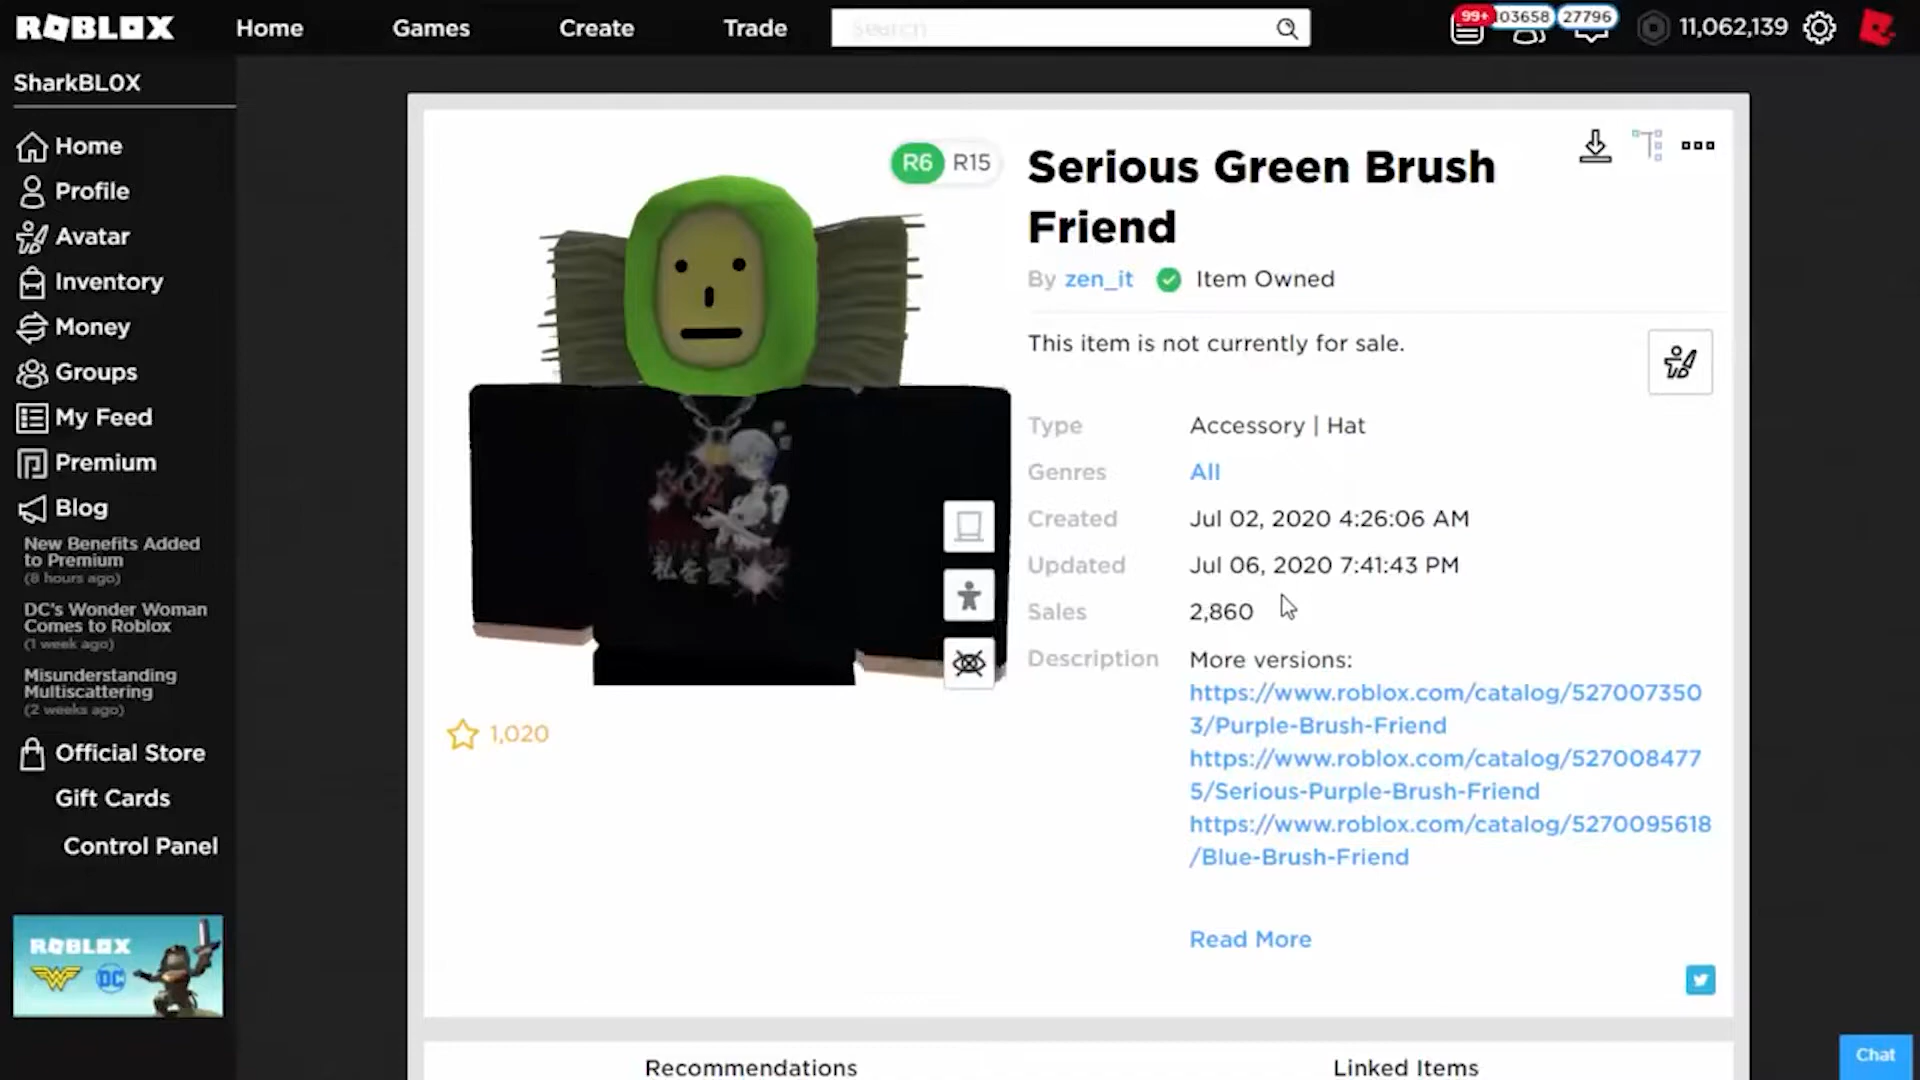 ROBLOX Home Games Create Trade Search 99+ 103658 27796 11,062,139
SharkBL0X
Home
Profile
Avatar
Inventory
Money
Groups
My Feed
Premium
Blog
New Benefits Added
to Premium
(8 hours ago)
DC's Wonder Woman
Comes to Roblox
(1 week ago)
Misunderstanding
Multiscattering
(2 weeks ago)
Official Store
Gift Cards
Control Panel
ROBLOX
DC
R6 R15
1,020
Serious Green Brush
Friend
By zen_it Item Owned
This item is not currently for sale.
Type Accessory | Hat
Genres All
Created Jul 02, 2020 4:26:06 AM
Updated Jul 06, 2020 7:41:43 PM
Sales 2,860
Description More versions:
https://www.roblox.com/catalog/527007350
3/Purple-Brush-Friend
https://www.roblox.com/catalog/527008477
5/Serious-Purple-Brush-Friend
https://www.roblox.com/catalog/5270095618
/Blue-Brush-Friend
Read More
Recommendations Linked Items
Chat